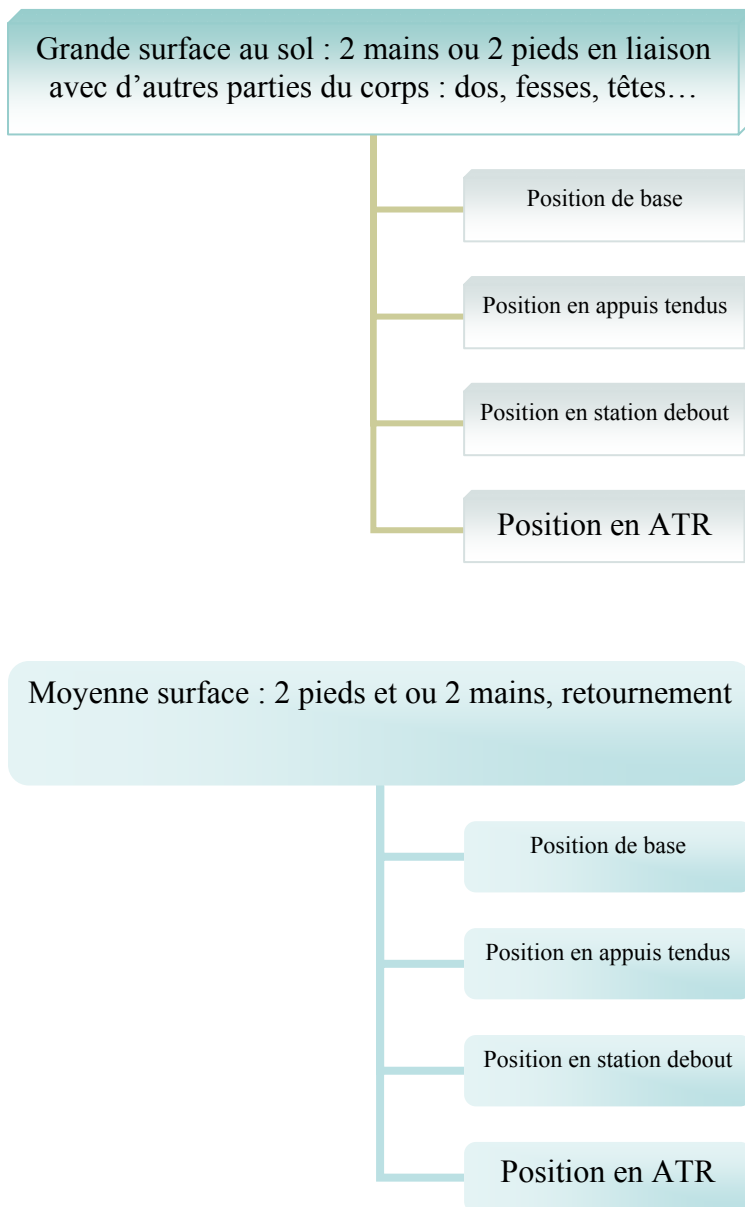 Grande surface au sol : 2 mains ou 2 pieds en liaison
avec d’autres parties du corps : dos, fesses, têtes…
Position de base
Position en appuis tendus
Position en station debout
Position en ATR
Moyenne surface : 2 pieds et ou 2 mains, retournement
Position de base
Position en appuis tendus
Position en station debout
Position en ATR